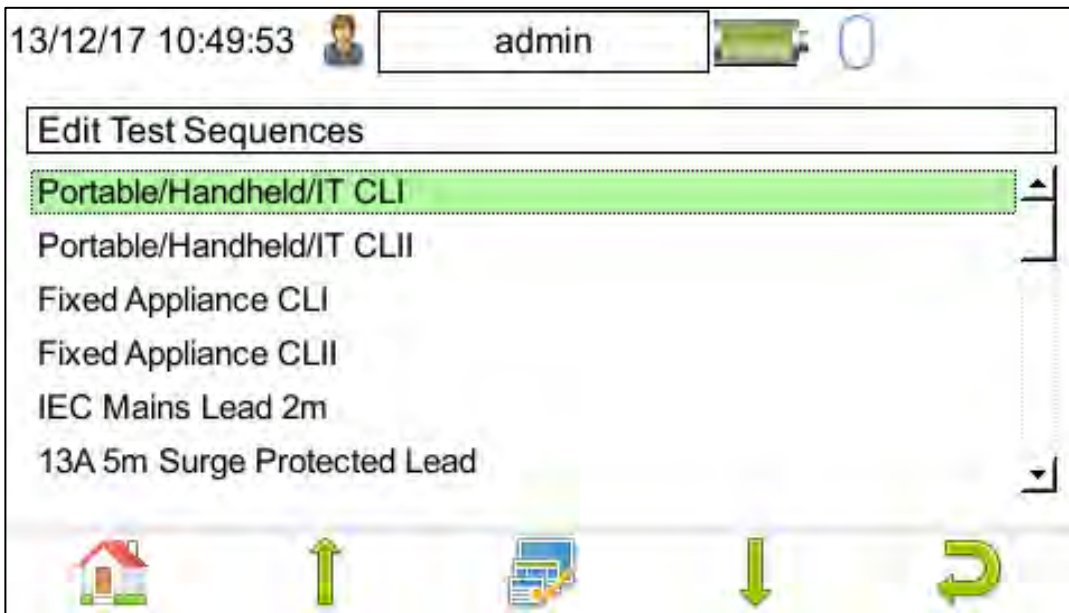 13/12/17 10:49:53 admin
Edit Test Sequences
Portable/Handheld/IT CLI
Portable/Handheld/IT CLII
Fixed Appliance CLI
Fixed Appliance CLII
IEC Mains Lead 2m
13A 5m Surge Protected Lead